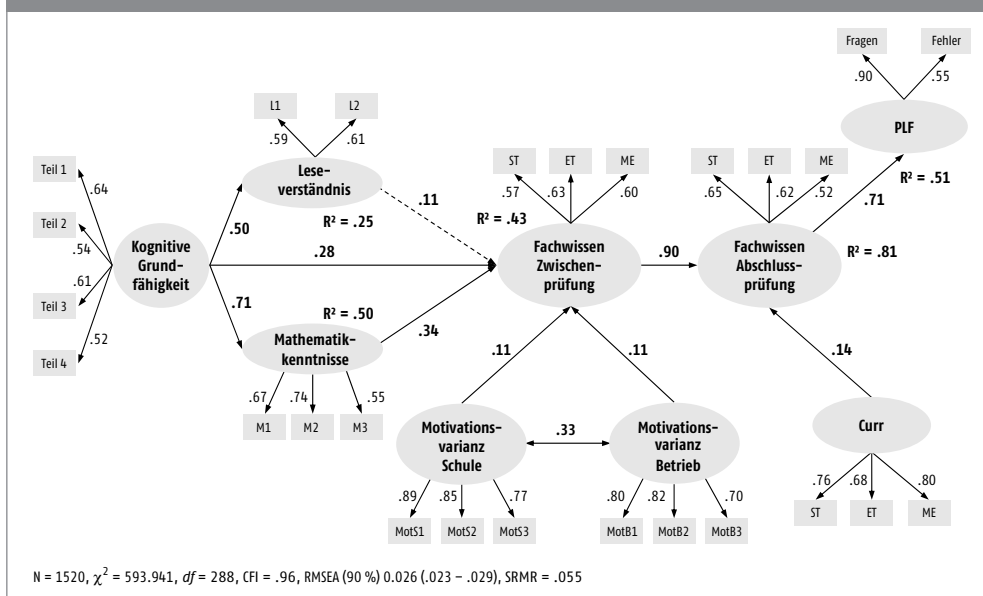 Fragen
Fehler
.90
.55
PLF
R² = .51
.71
L1
L2
.59
.61
Lese-
verständnis
R² = .25
.11
ST
ET
ME
.57
.63
.60
R² = .43
ST
ET
ME
.65
.62
.52
Teil 1
Teil 2
Teil 3
Teil 4
.64
.54
.61
.52
Kognitive
Grund-
fähigkeit
.50
.28
.71
Fachwissen
Zwischen-
prüfung
.90
Fachwissen
Abschluss-
prüfung
R² = .81
R² = .50
Mathematik-
kenntnisse
.34
.67
.74
.55
M1
M2
M3
.11
.11
.14
Motivations-
varianz
Schule
.33
Motivations-
varianz
Betrieb
Curr
.89
.85
.77
MotS1
MotS2
MotS3
.80
.82
.70
MotB1
MotB2
MotB3
.76
.68
.80
ST
ET
ME
N = 1520, χ² = 593.941, df = 288, CFI = .96, RMSEA (90 %) 0.026 (.023 – .029), SRMR = .055